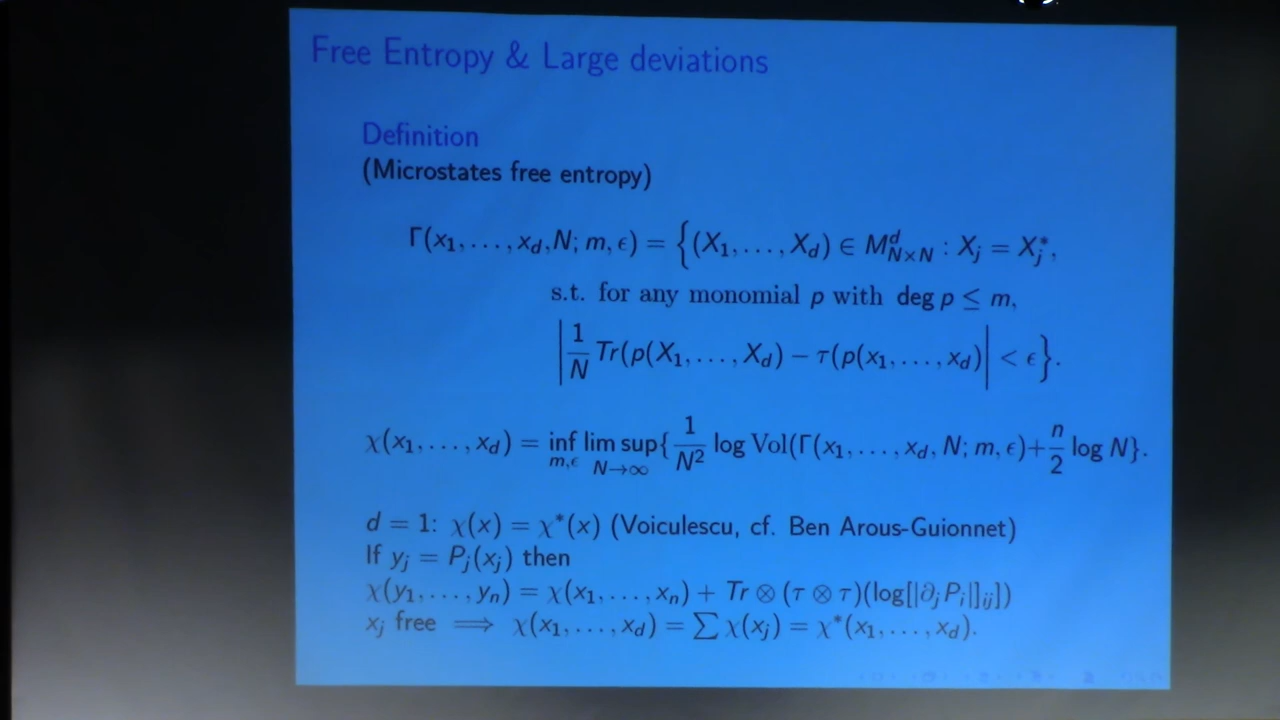 Free Entropy & Large deviations
Definition
(Microstates free entropy)
Γ(x₁, . . . , x_d, N; m, ϵ) = {(X₁, . . . , X_d) ∈ M^d_{N×N} : X_j = X_j^*,
s.t. for any monomial p with deg p ≤ m,
|1/N Tr(p(X₁, . . . , X_d) − τ(p(x₁, . . . , x_d)| < ϵ}.
χ(x₁, . . . , x_d) = inf_{m,ϵ} lim sup_{N→∞} {1/N² log Vol(Γ(x₁, . . . , x_d, N; m, ϵ)+n/2 log N}.
d = 1: χ(x) = χ*(x) (Voiculescu, cf. Ben Arous-Guionnet)
If y_j = P_j(x_j) then
χ(y₁, . . . , y_n) = χ(x₁, . . . , x_n) + Tr ⊗ (τ ⊗ τ)(log[|∂_j P_i|]_{ij})
x_j free ⟹ χ(x₁, . . . , x_d) = ∑ χ(x_j) = χ*(x₁, . . . , x_d).